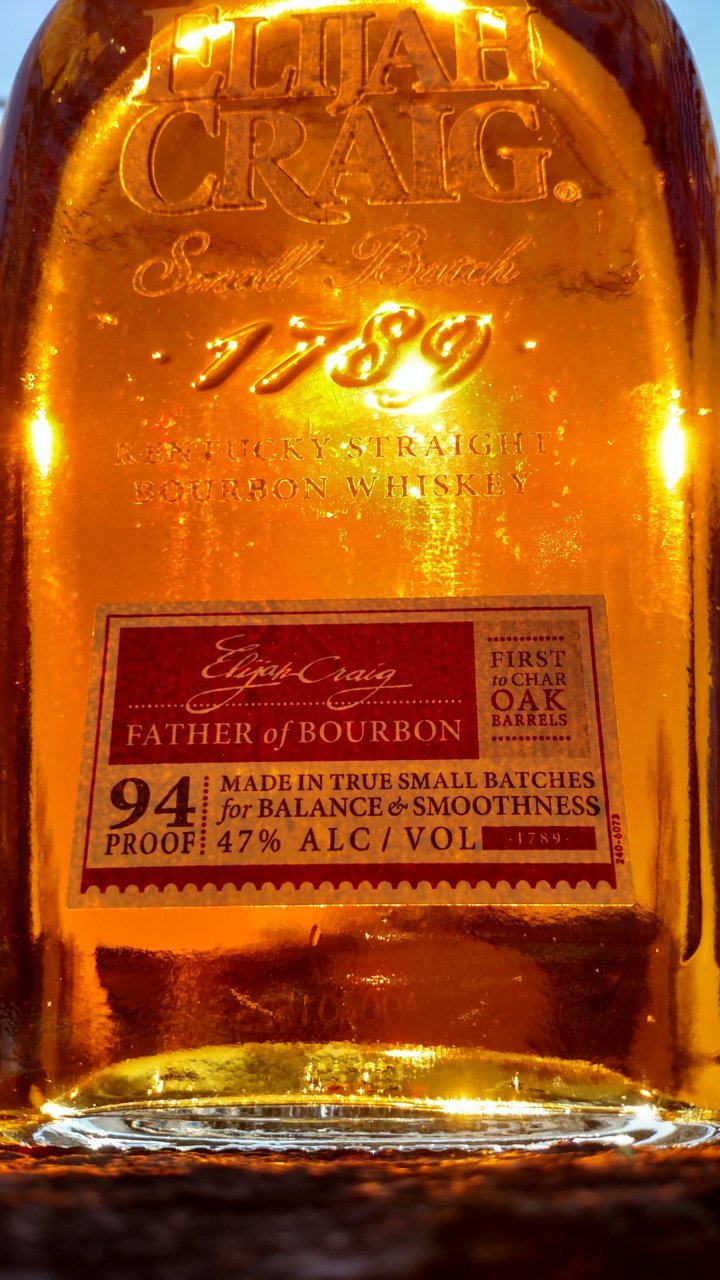 ELIJAH
CRAIG.®
Small Batch
·1789·
KENTUCKY STRAIGHT
BOURBON WHISKEY
Elijah Craig
FATHER of BOURBON
FIRST
to CHAR
OAK
BARRELS
94
PROOF
MADE IN TRUE SMALL BATCHES
for BALANCE & SMOOTHNESS
47% ALC / VOL
·1789·
240-6073